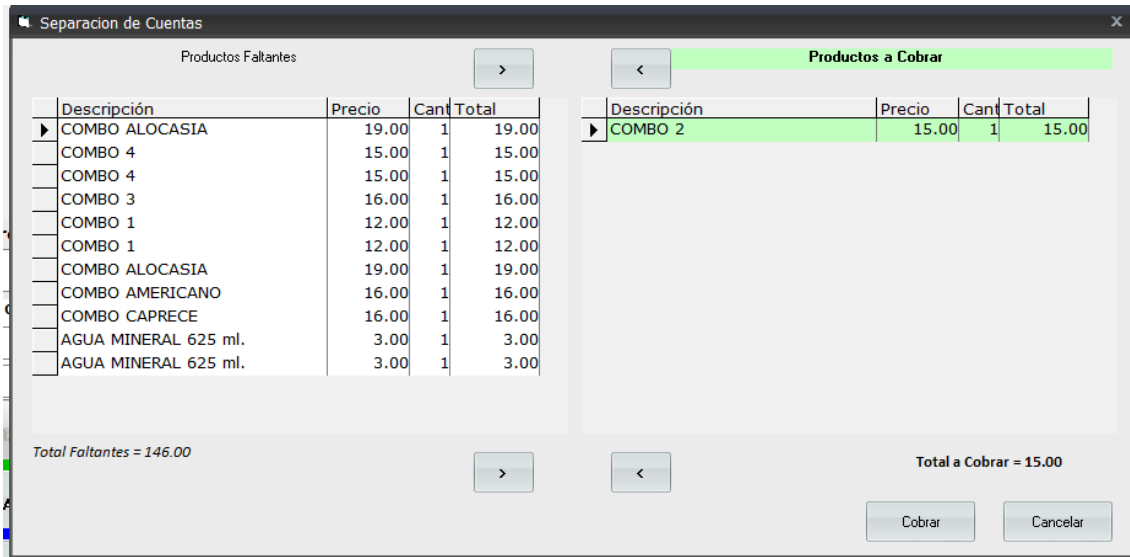 Separacion de Cuentas x
Productos Faltantes > < Productos a Cobrar
Descripción Precio Cant Total Descripción Precio Cant Total
COMBO ALOCASIA 19.00 1 19.00 COMBO 2 15.00 1 15.00
COMBO 4 15.00 1 15.00
COMBO 4 15.00 1 15.00
COMBO 3 16.00 1 16.00
COMBO 1 12.00 1 12.00
COMBO 1 12.00 1 12.00
COMBO ALOCASIA 19.00 1 19.00
COMBO AMERICANO 16.00 1 16.00
COMBO CAPRECE 16.00 1 16.00
AGUA MINERAL 625 ml. 3.00 1 3.00
AGUA MINERAL 625 ml. 3.00 1 3.00
Total Faltantes = 146.00 > < Total a Cobrar = 15.00
Cobrar Cancelar